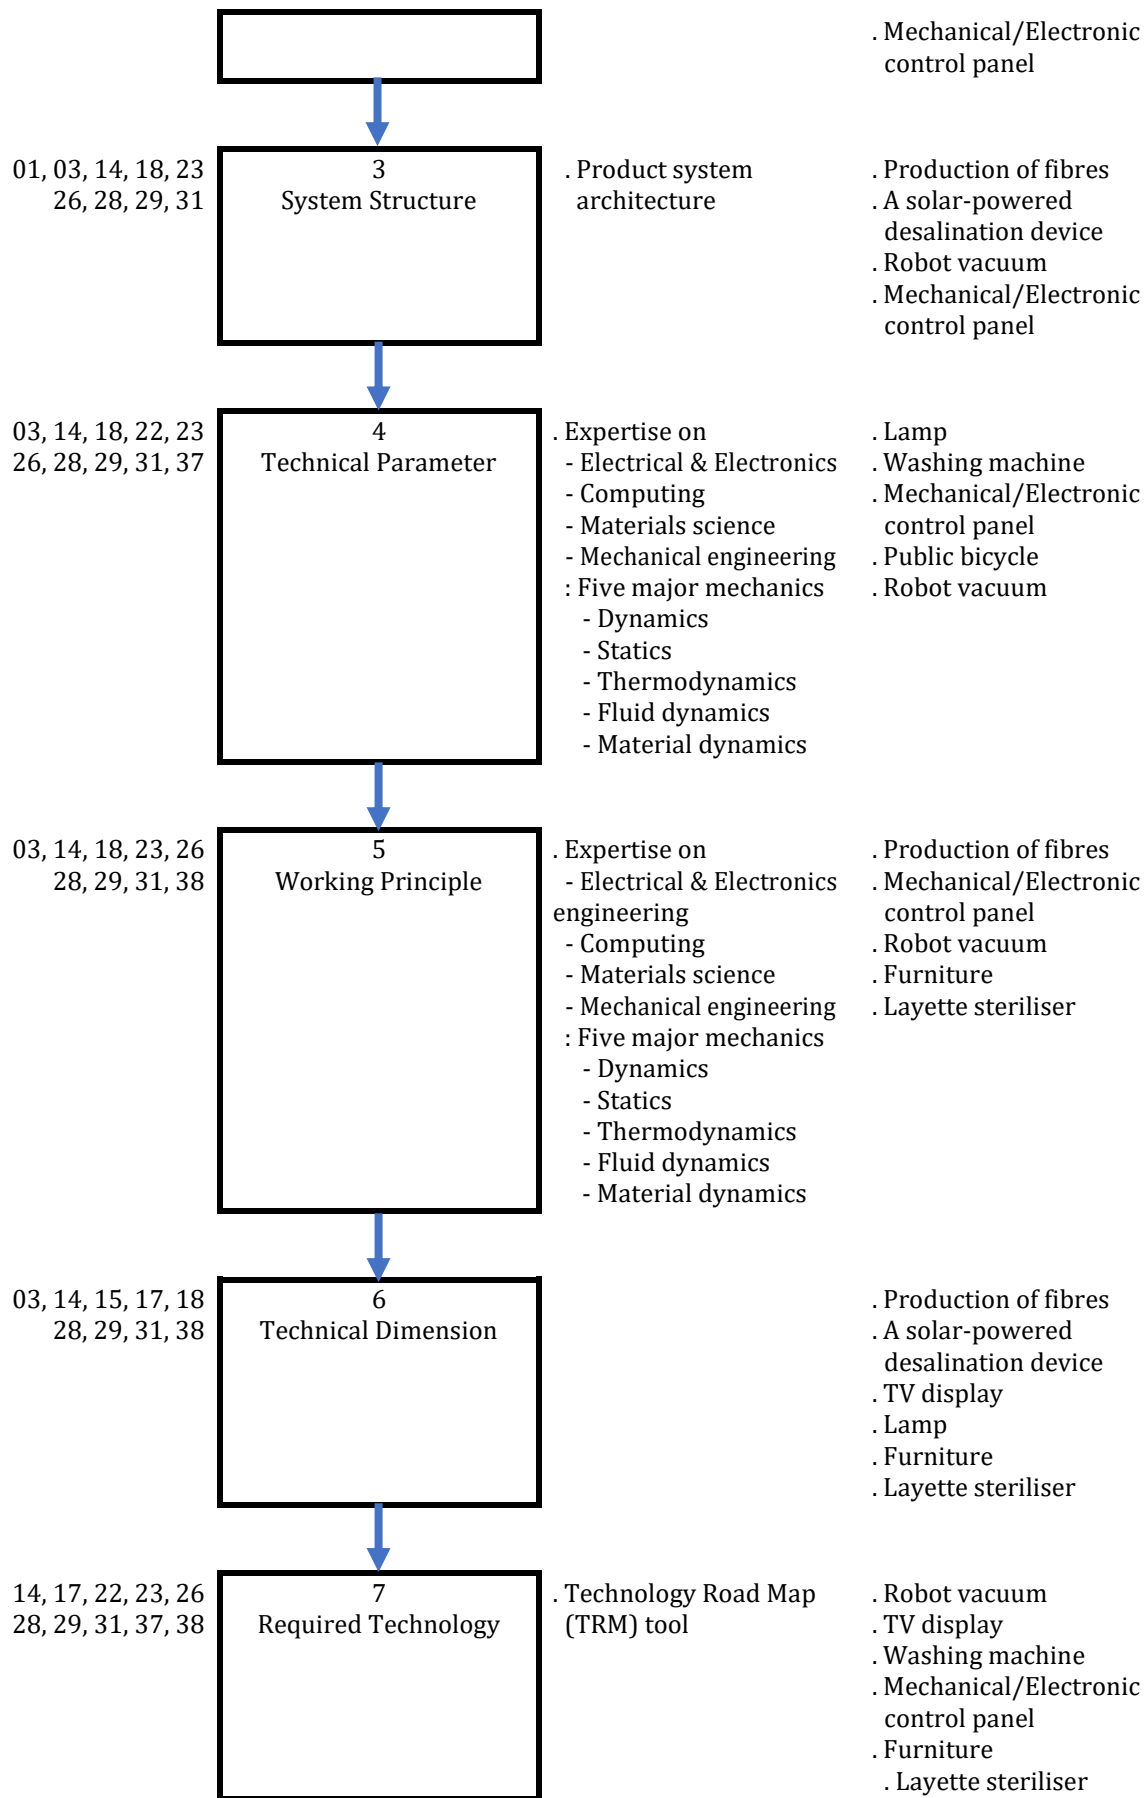 . Mechanical/Electronic
control panel
01, 03, 14, 18, 23
26, 28, 29, 31
3
System Structure
. Product system
architecture
. Production of fibres
. A solar-powered
desalination device
. Robot vacuum
. Mechanical/Electronic
control panel
03, 14, 18, 22, 23
26, 28, 29, 31, 37
4
Technical Parameter
. Expertise on
- Electrical & Electronics
- Computing
- Materials science
- Mechanical engineering
: Five major mechanics
- Dynamics
- Statics
- Thermodynamics
- Fluid dynamics
- Material dynamics
. Lamp
. Washing machine
. Mechanical/Electronic
control panel
. Public bicycle
. Robot vacuum
03, 14, 18, 23, 26
28, 29, 31, 38
5
Working Principle
. Expertise on
- Electrical & Electronics
engineering
- Computing
- Materials science
- Mechanical engineering
: Five major mechanics
- Dynamics
- Statics
- Thermodynamics
- Fluid dynamics
- Material dynamics
. Production of fibres
. Mechanical/Electronic
control panel
. Robot vacuum
. Furniture
. Layette steriliser
03, 14, 15, 17, 18
28, 29, 31, 38
6
Technical Dimension
. Production of fibres
. A solar-powered
desalination device
. TV display
. Lamp
. Furniture
. Layette steriliser
14, 17, 22, 23, 26
28, 29, 31, 37, 38
7
Required Technology
. Technology Road Map
(TRM) tool
. Robot vacuum
. TV display
. Washing machine
. Mechanical/Electronic
control panel
. Furniture
. Layette steriliser